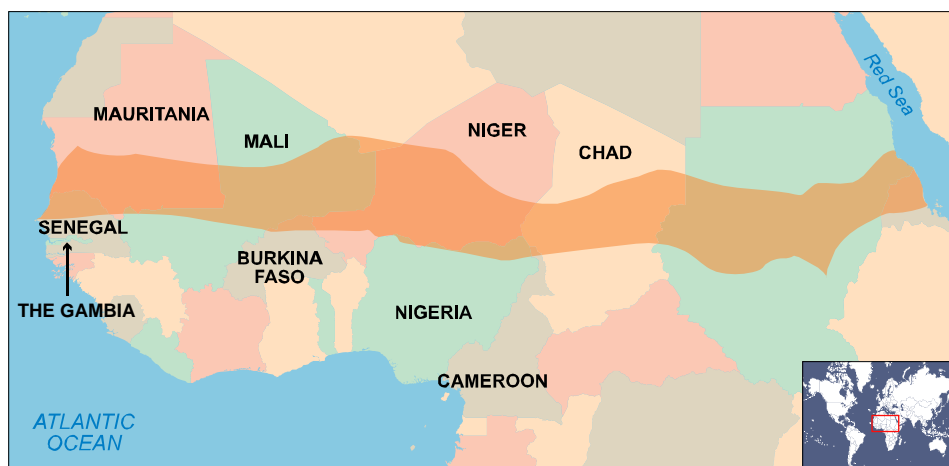 Red Sea
MAURITANIA
MALI
NIGER
CHAD
SENEGAL
BURKINA
FASO
THE GAMBIA
NIGERIA
CAMEROON
ATLANTIC
OCEAN